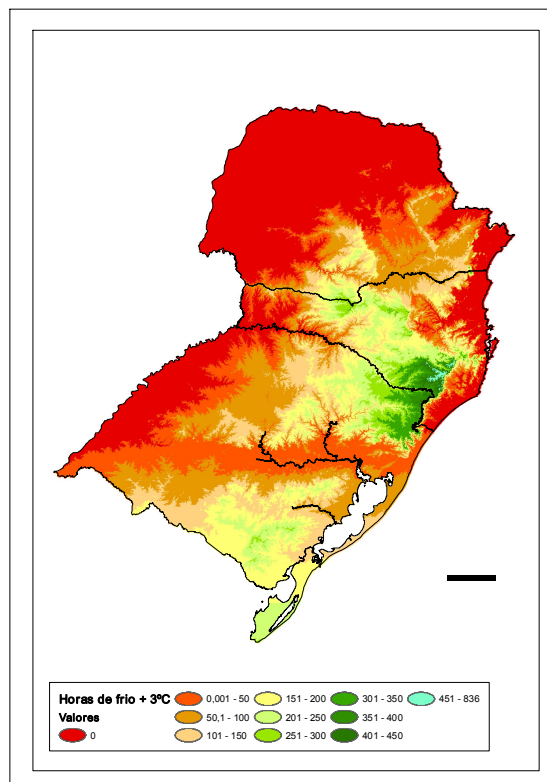 Horas de frio + 3ºC
Valores
0
0,001 - 50
50,1 - 100
101 - 150
151 - 200
201 - 250
251 - 300
301 - 350
351 - 400
401 - 450
451 - 836